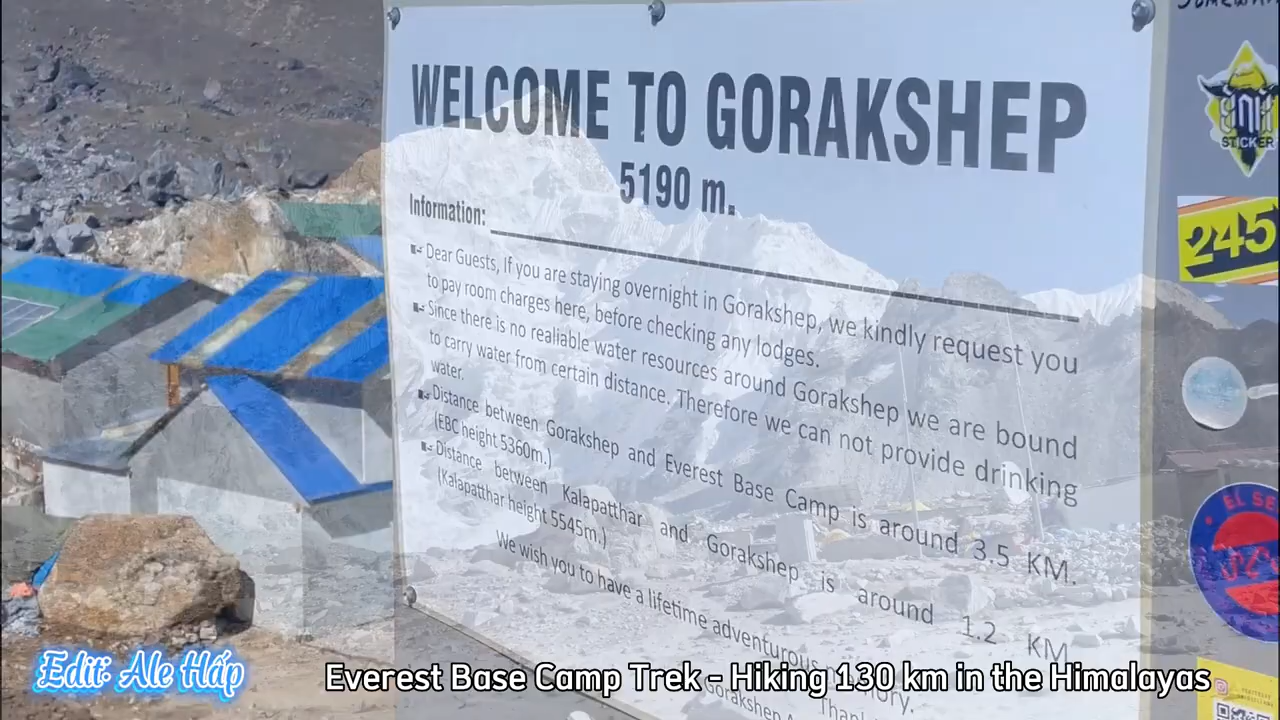 WELCOME TO GORAKSHEP
5190 m.
Information:
Dear Guests, If you are staying overnight in Gorakshep, we kindly request you
to pay room charges here, before checking any lodges.
Since there is no realiable water resources around Gorakshep we are bound
to carry water from certain distance. Therefore we can not provide drinking
water.
Distance between Gorakshep and Everest Base Camp is around 3.5 KM.
(EBC height 5360m.)
Distance between Kalapatthar and Gorakshep is around 1.2 KM
(Kalapatthar height 5545m.)
We wish you to have a lifetime adventurous
Gorakshep
STICKER
245
EL SE
Edit: Ale Hấp
Everest Base Camp Trek - Hiking 130 km in the Himalayas